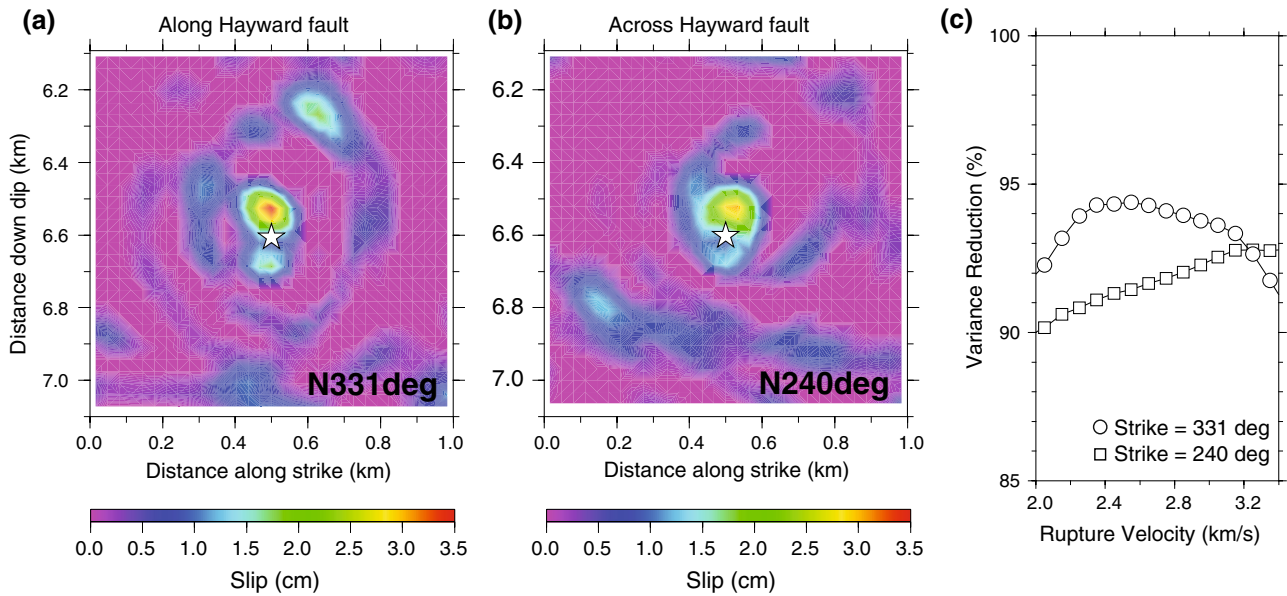 (a)
Along Hayward fault
Distance down dip (km)
6.2
6.4
6.6
6.8
7.0
N331deg
0.0 0.2 0.4 0.6 0.8 1.0
Distance along strike (km)
0.0 0.5 1.0 1.5 2.0 2.5 3.0 3.5
Slip (cm)
(b)
Across Hayward fault
6.2
6.4
6.6
6.8
7.0
N240deg
0.0 0.2 0.4 0.6 0.8 1.0
Distance along strike (km)
0.0 0.5 1.0 1.5 2.0 2.5 3.0 3.5
Slip (cm)
(c)
Variance Reduction (%)
100
95
90
85
Strike = 331 deg
Strike = 240 deg
2.0 2.4 2.8 3.2
Rupture Velocity (km/s)